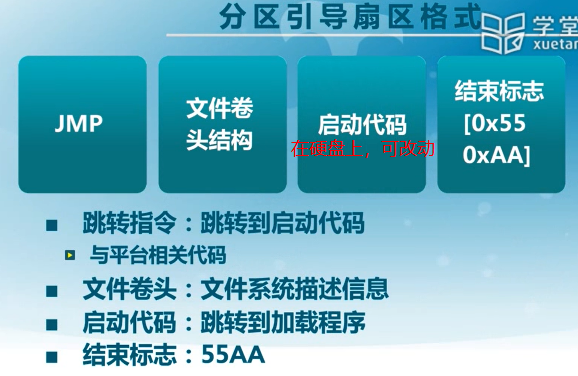 分区引导扇区格式
学堂
xuetan
JMP
文件卷
头结构
启动代码
在硬盘上，可改动
结束标志
[0x55
0xAA]
跳转指令：跳转到启动代码
与平台相关代码
文件卷头：文件系统描述信息
启动代码：跳转到加载程序
结束标志：55AA